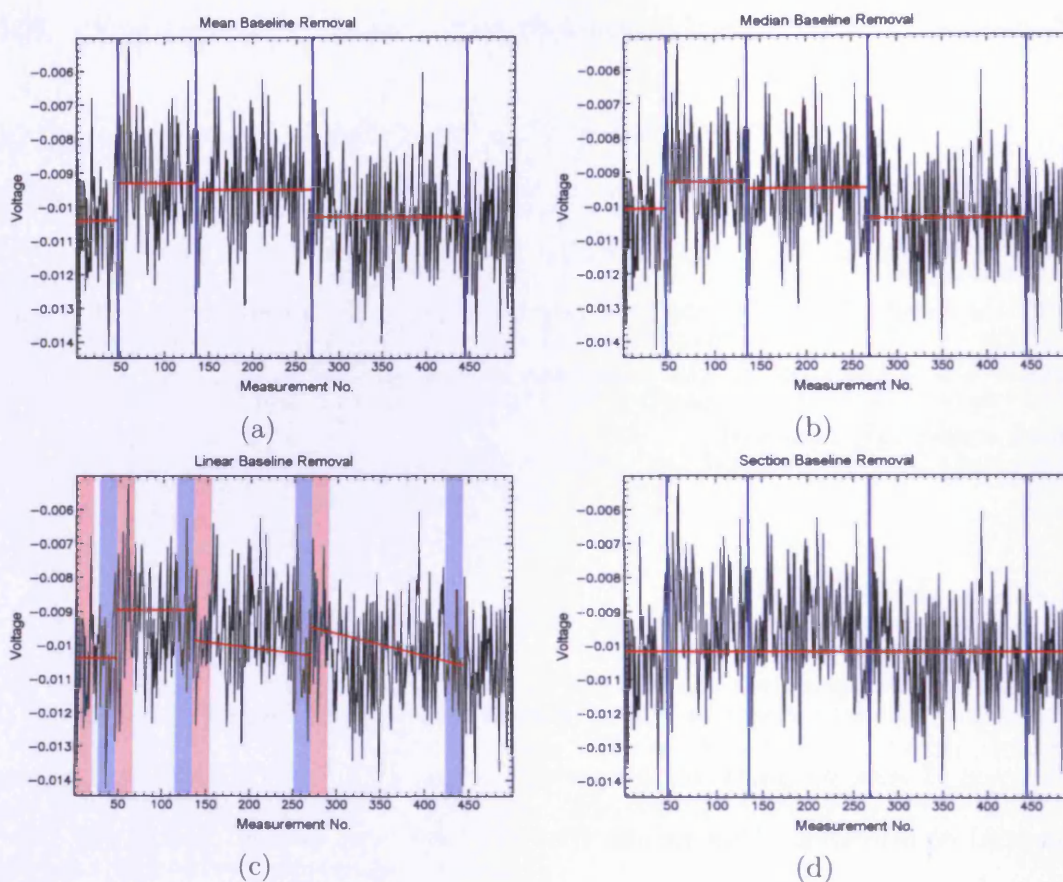 Mean Baseline Removal
Voltage
−0.006
−0.007
−0.008
−0.009
−0.01
−0.011
−0.012
−0.013
−0.014
50 100 150 200 250 300 350 400 450
Measurement No.
(a)
Median Baseline Removal
Voltage
−0.006
−0.007
−0.008
−0.009
−0.01
−0.011
−0.012
−0.013
−0.014
50 100 150 200 250 300 350 400 450
Measurement No.
(b)
Linear Baseline Removal
Voltage
−0.006
−0.007
−0.008
−0.009
−0.01
−0.011
−0.012
−0.013
−0.014
50 100 150 200 250 300 350 400 450
Measurement No.
(c)
Section Baseline Removal
Voltage
−0.006
−0.007
−0.008
−0.009
−0.01
−0.011
−0.012
−0.013
−0.014
50 100 150 200 250 300 350 400 450
Measurement No.
(d)